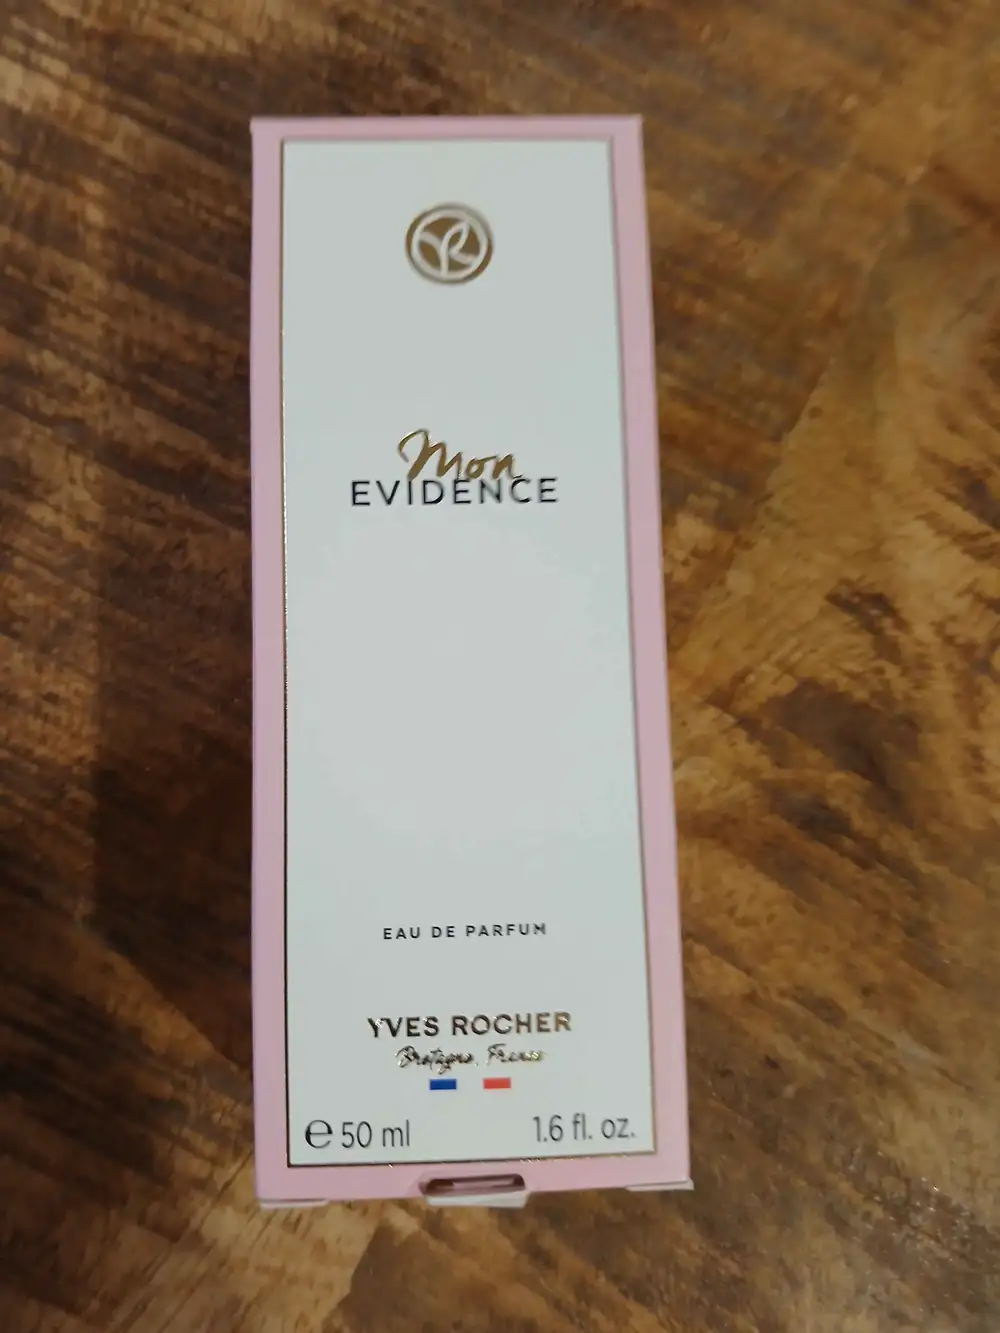 Mon
EVIDENCE
EAU DE PARFUM
YVES ROCHER
Bretagne, France
℮ 50 ml 1.6 fl. oz.